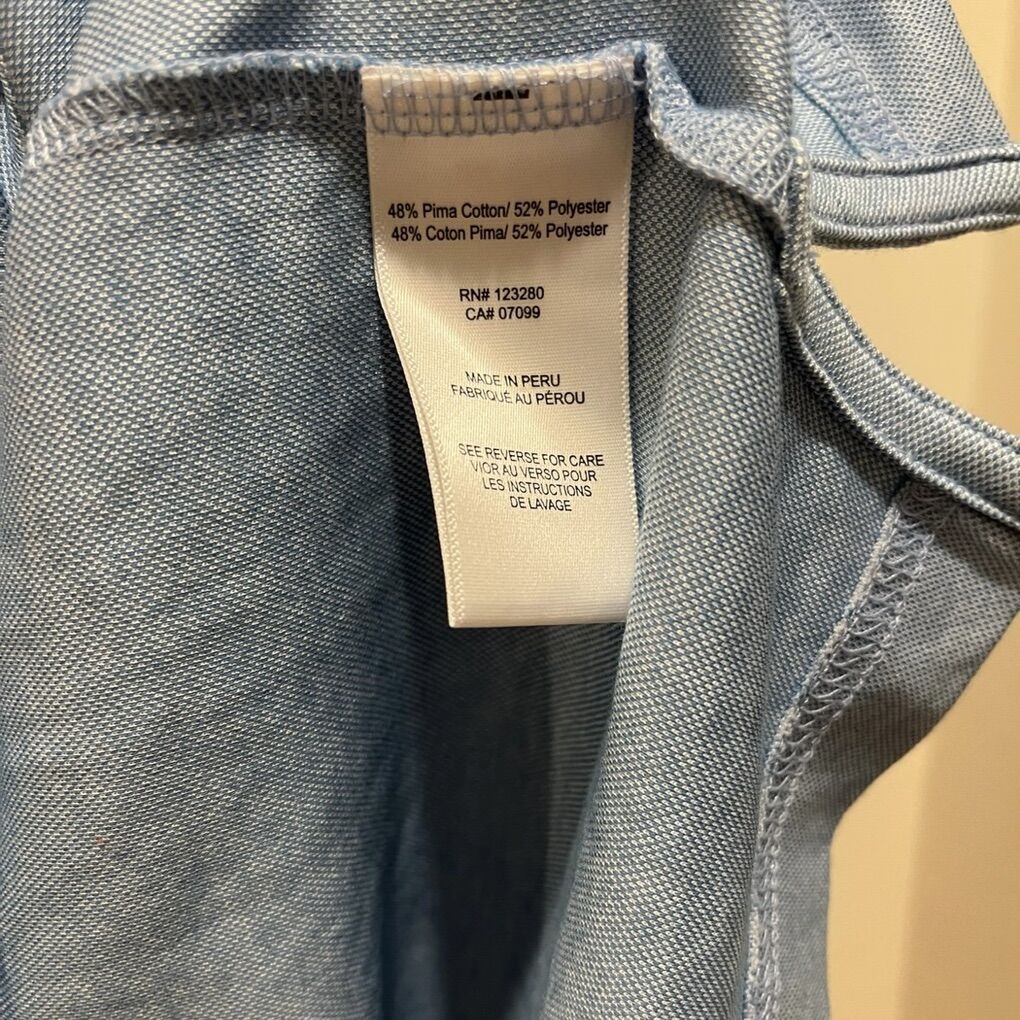 48% Pima Cotton/ 52% Polyester
48% Coton Pima/ 52% Polyester
RN# 123280
CA# 07099
MADE IN PERU
FABRIQUÉ AU PÉROU
SEE REVERSE FOR CARE
VIOR AU VERSO POUR
LES INSTRUCTIONS
DE LAVAGE